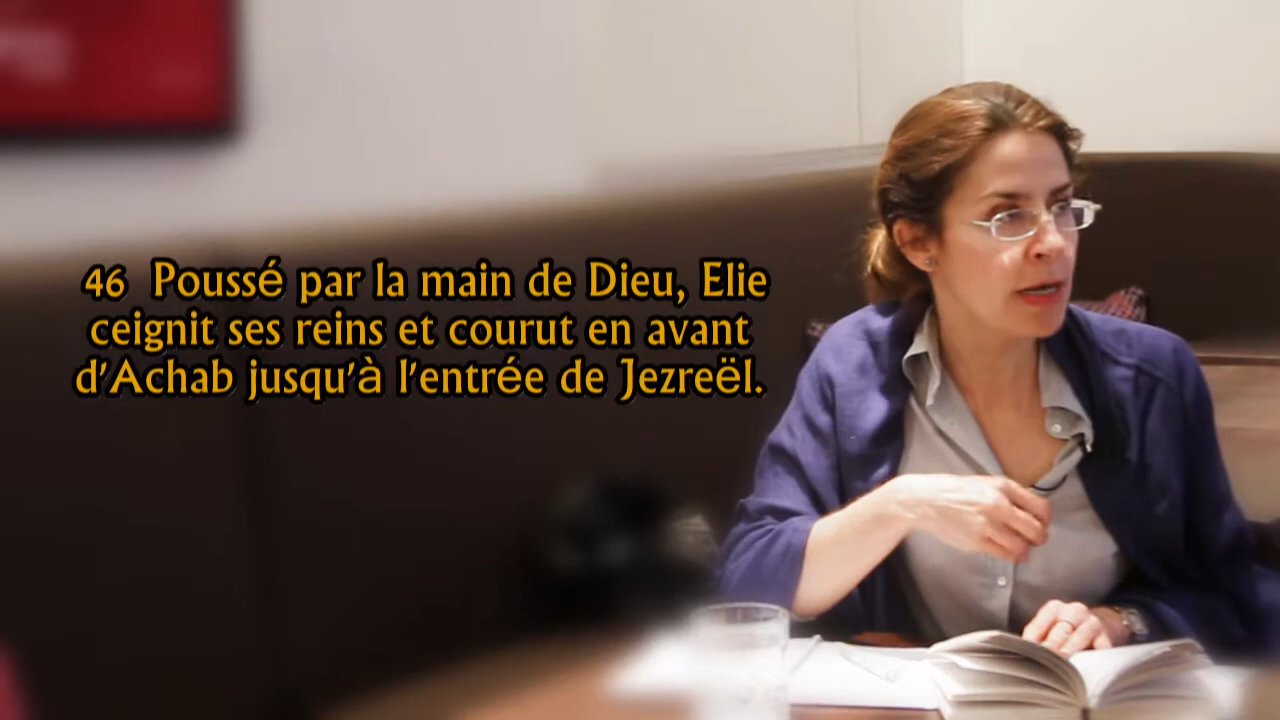 46 Poussé par la main de Dieu, Elie
ceignit ses reins et courut en avant
d'Achab jusqu'à l'entrée de Jezreël.